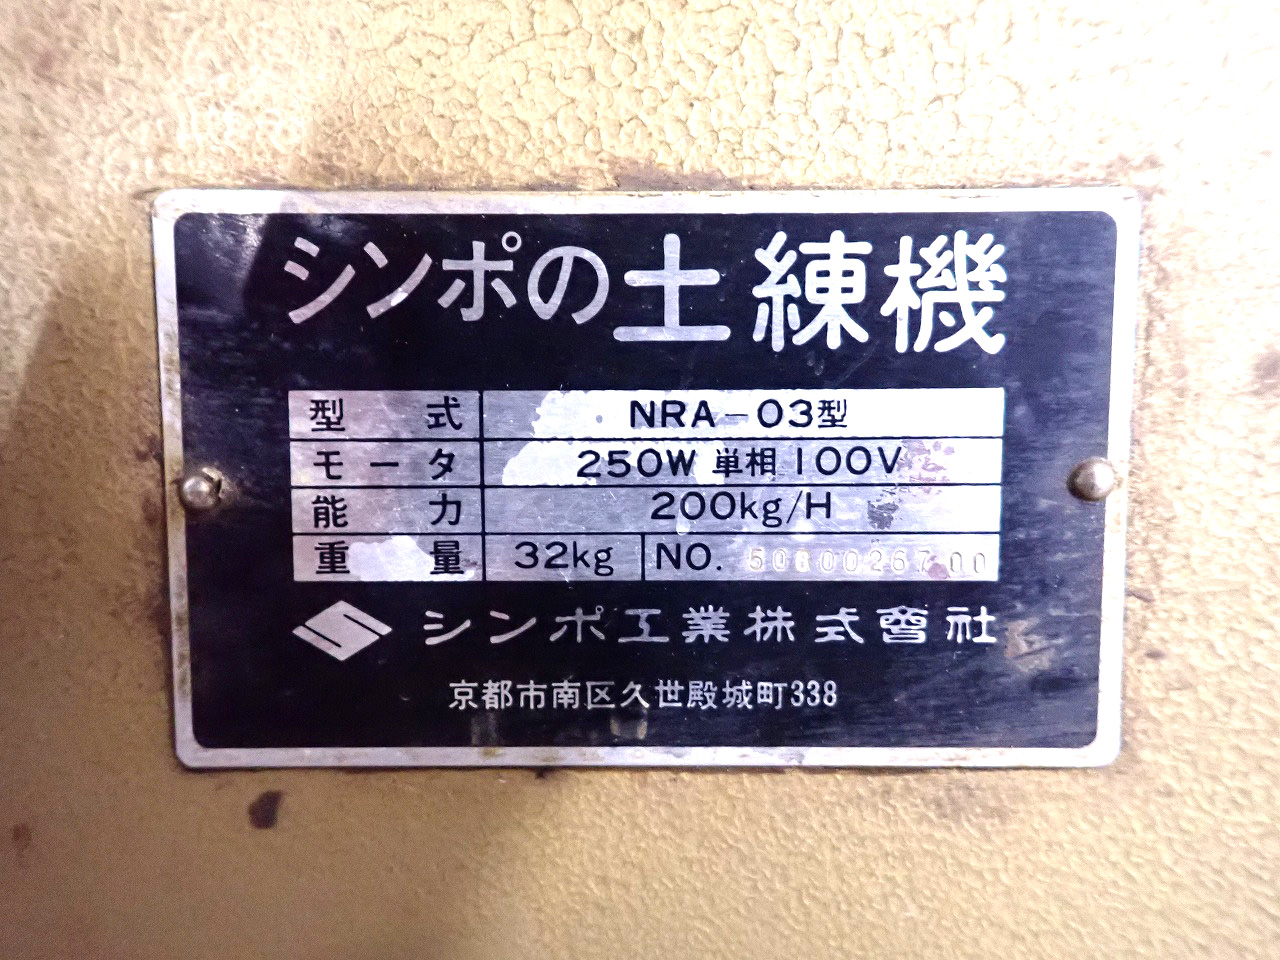 シンポの土練機
型式 NRA-03型
モータ 250W 単相 100V
能力 200kg/H
重量 32kg NO.
シンポ工業株式會社
京都市南区久世殿城町338